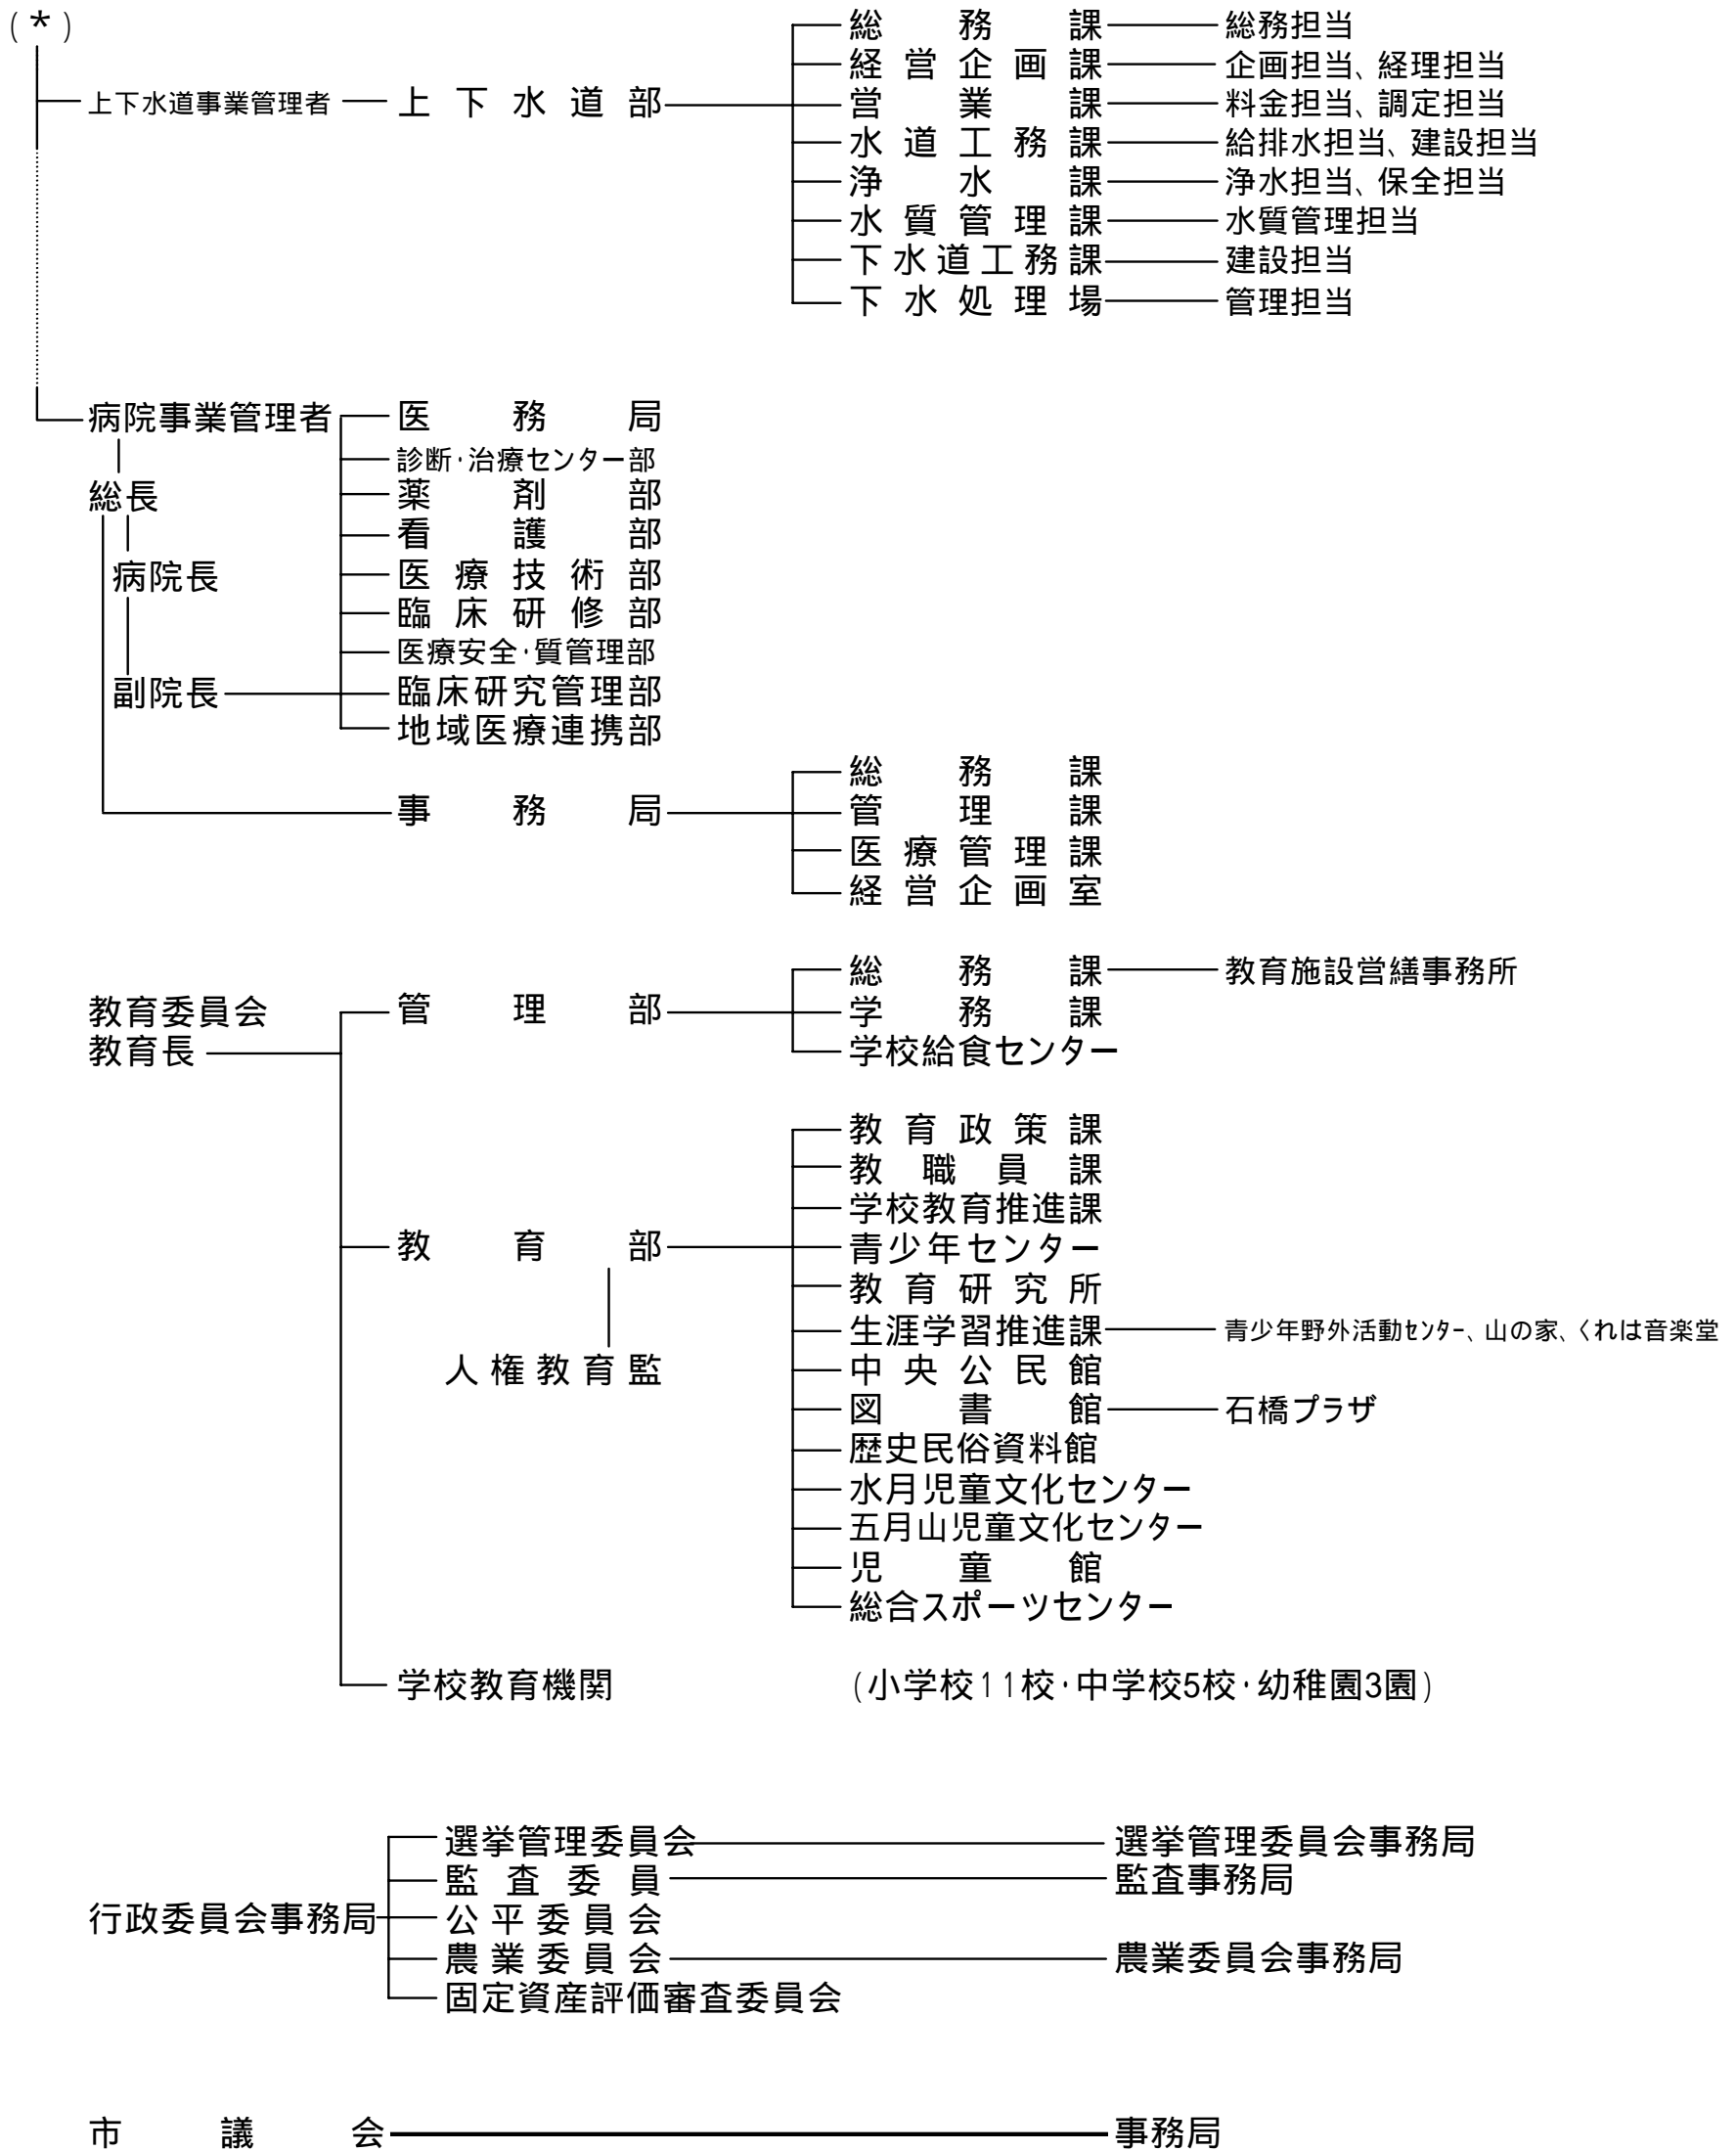 (*)
総務課 総務担当
経営企画課 企画担当、経理担当
上下水道事業管理者 上下水道部 営業課 料金担当、調定担当
水道工務課 給排水担当、建設担当
浄水課 浄水担当、保全担当
水質管理課 水質管理担当
下水道工務課 建設担当
下水処理場 管理担当
病院事業管理者 医務局
診断・治療センター部
総長 薬剤部
看護部
病院長 医療技術部
臨床研修部
医療安全・質管理部
副院長 臨床研究管理部
地域医療連携部
総務課
事務局 管理課
医療管理課
経営企画室
総務課 教育施設営繕事務所
教育委員会 管理部 学務課
教育長 学校給食センター
教育政策課
教職員課
学校教育推進課
教育部 青少年センター
教育研究所
生涯学習推進課 青少年野外活動ｾﾝﾀｰ、山の家、くれは音楽堂
人権教育監 中央公民館
図書館 石橋プラザ
歴史民俗資料館
水月児童文化センター
五月山児童文化センター
児童館
総合スポーツセンター
学校教育機関 (小学校11校・中学校5校・幼稚園3園)
選挙管理委員会 選挙管理委員会事務局
監査委員 監査事務局
行政委員会事務局 公平委員会
農業委員会 農業委員会事務局
固定資産評価審査委員会
市議会 事務局